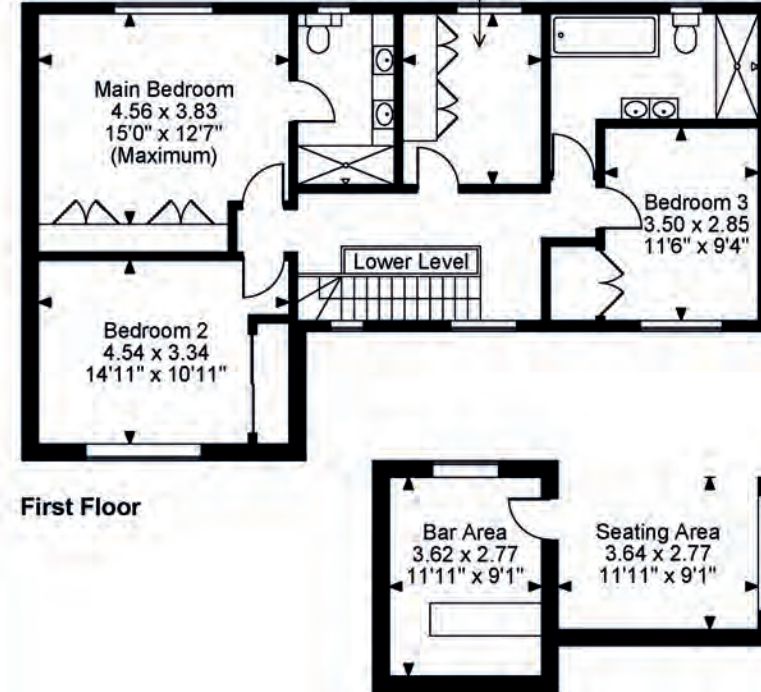 Main Bedroom
4.56 x 3.83
15'0" x 12'7"
(Maximum)
Bedroom 3
3.50 x 2.85
11'6" x 9'4"
Lower Level
Bedroom 2
4.54 x 3.34
14'11" x 10'11"
First Floor
Bar Area
3.62 x 2.77
11'11" x 9'1"
Seating Area
3.64 x 2.77
11'11" x 9'1"